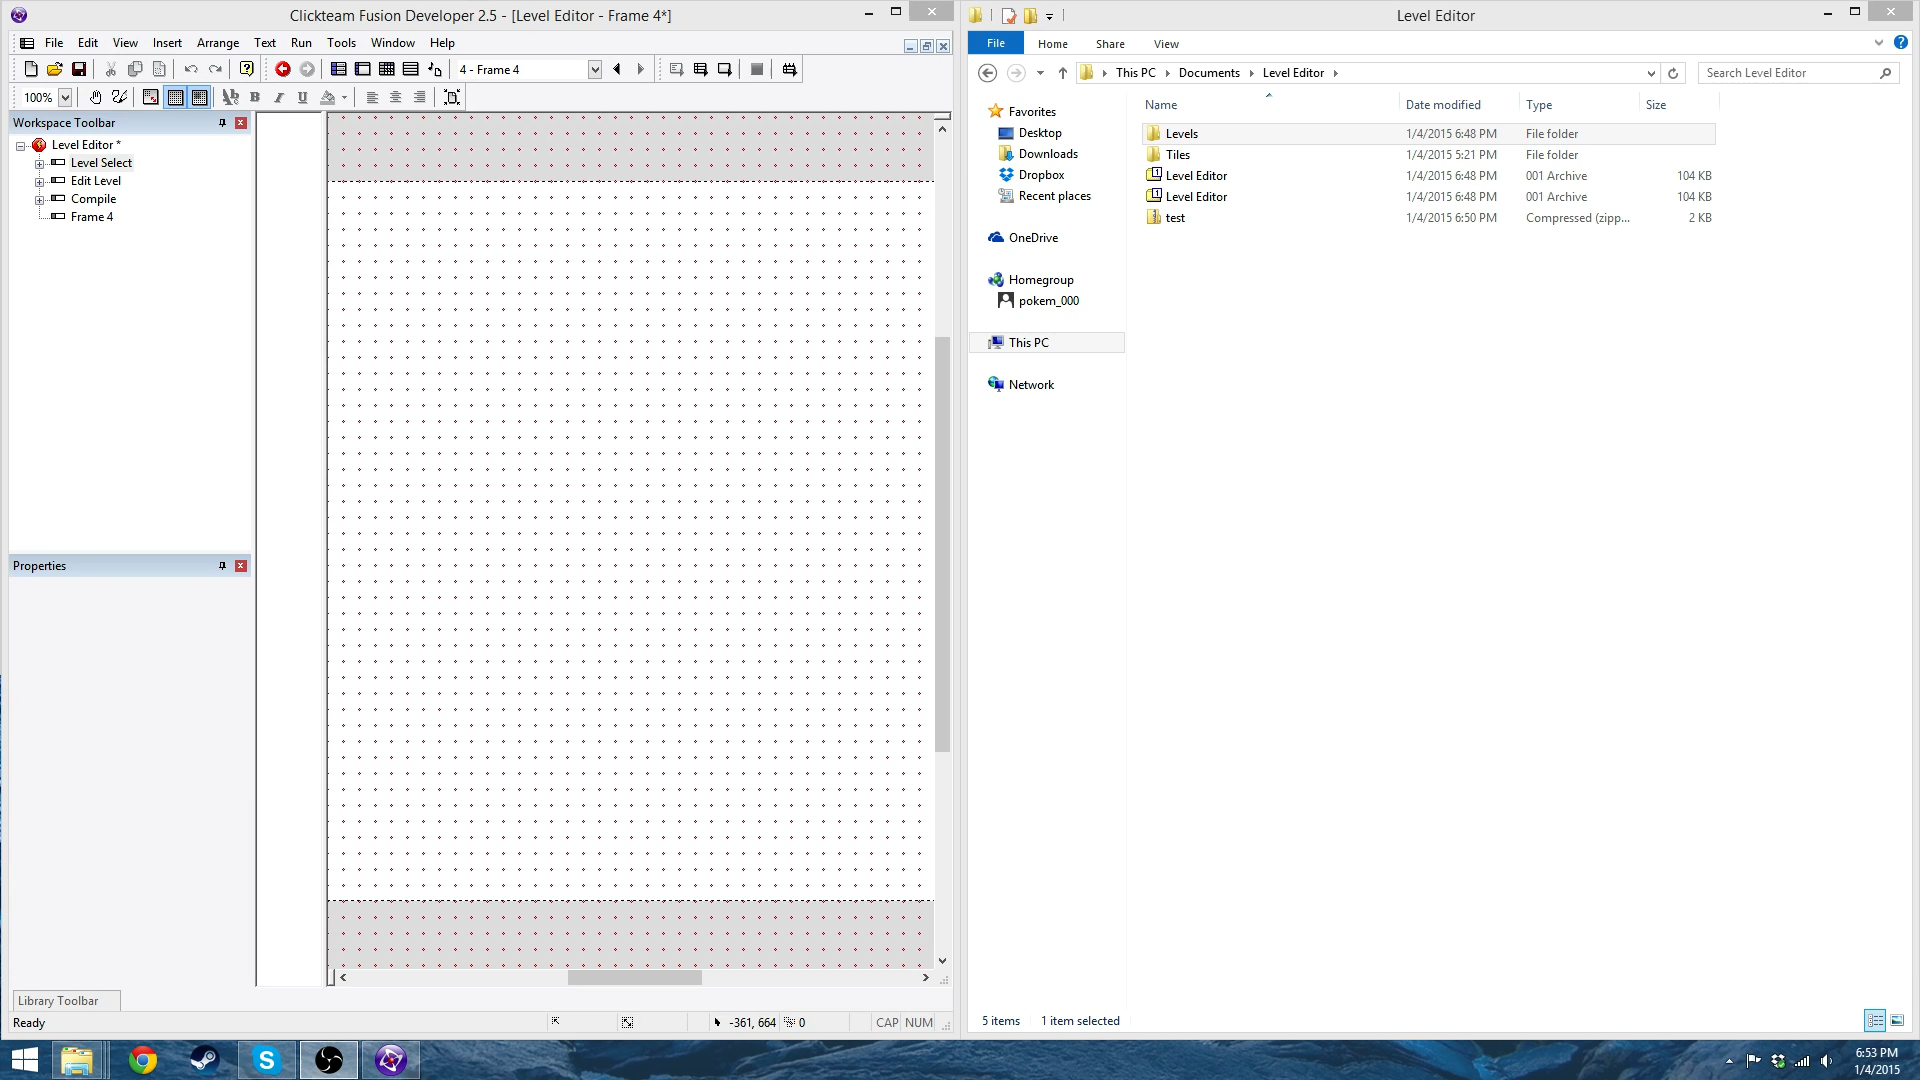 Clickteam Fusion Developer 2.5 - [Level Editor - Frame 4*]
File Edit View Insert Arrange Text Run Tools Window Help
4 - Frame 4
100%
Workspace Toolbar
Level Editor *
Level Select
Edit Level
Compile
Frame 4
Properties
Library Toolbar
Ready
-361, 664
0
CAP NUM
Level Editor
File Home Share View
This PC Documents Level Editor
Search Level Editor
Favorites
Desktop
Downloads
Dropbox
Recent places
OneDrive
Homegroup
pokem_000
This PC
Network
Name Date modified Type Size
Levels 1/4/2015 6:48 PM File folder
Tiles 1/4/2015 5:21 PM File folder
Level Editor 1/4/2015 6:48 PM 001 Archive 104 KB
Level Editor 1/4/2015 6:48 PM 001 Archive 104 KB
test 1/4/2015 6:50 PM Compressed (zipp... 2 KB
5 items 1 item selected
6:53 PM
1/4/2015